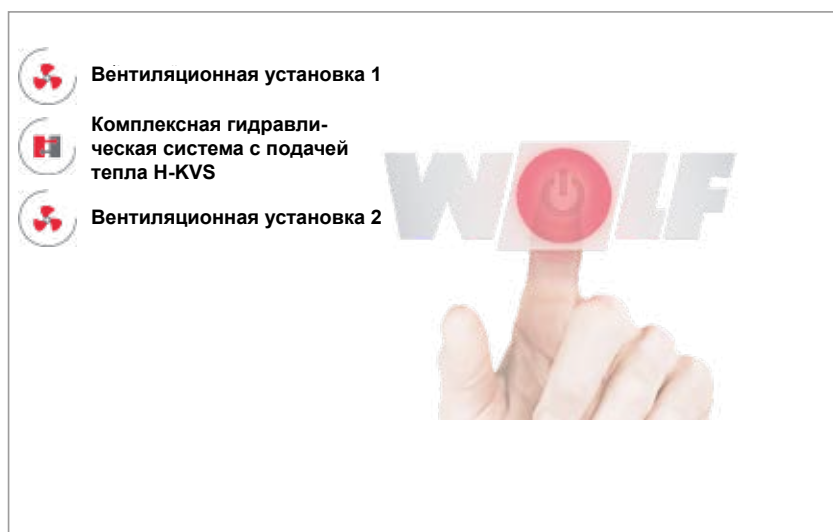 Вентиляционная установка 1
Комплексная гидравли-
ческая система с подачей
тепла H-KVS
Вентиляционная установка 2
WOLF